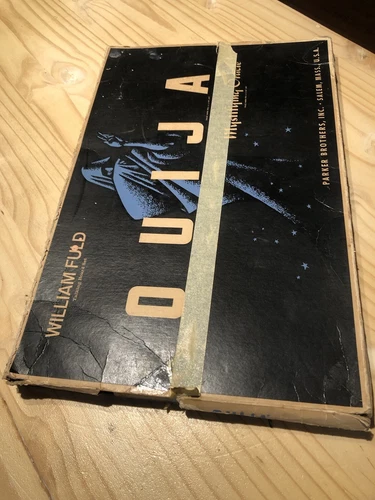 WILLIAM FULD
OUIJA
Mystifying Oracle
PARKER BROTHERS, INC. · SALEM, MASS., U.S.A.